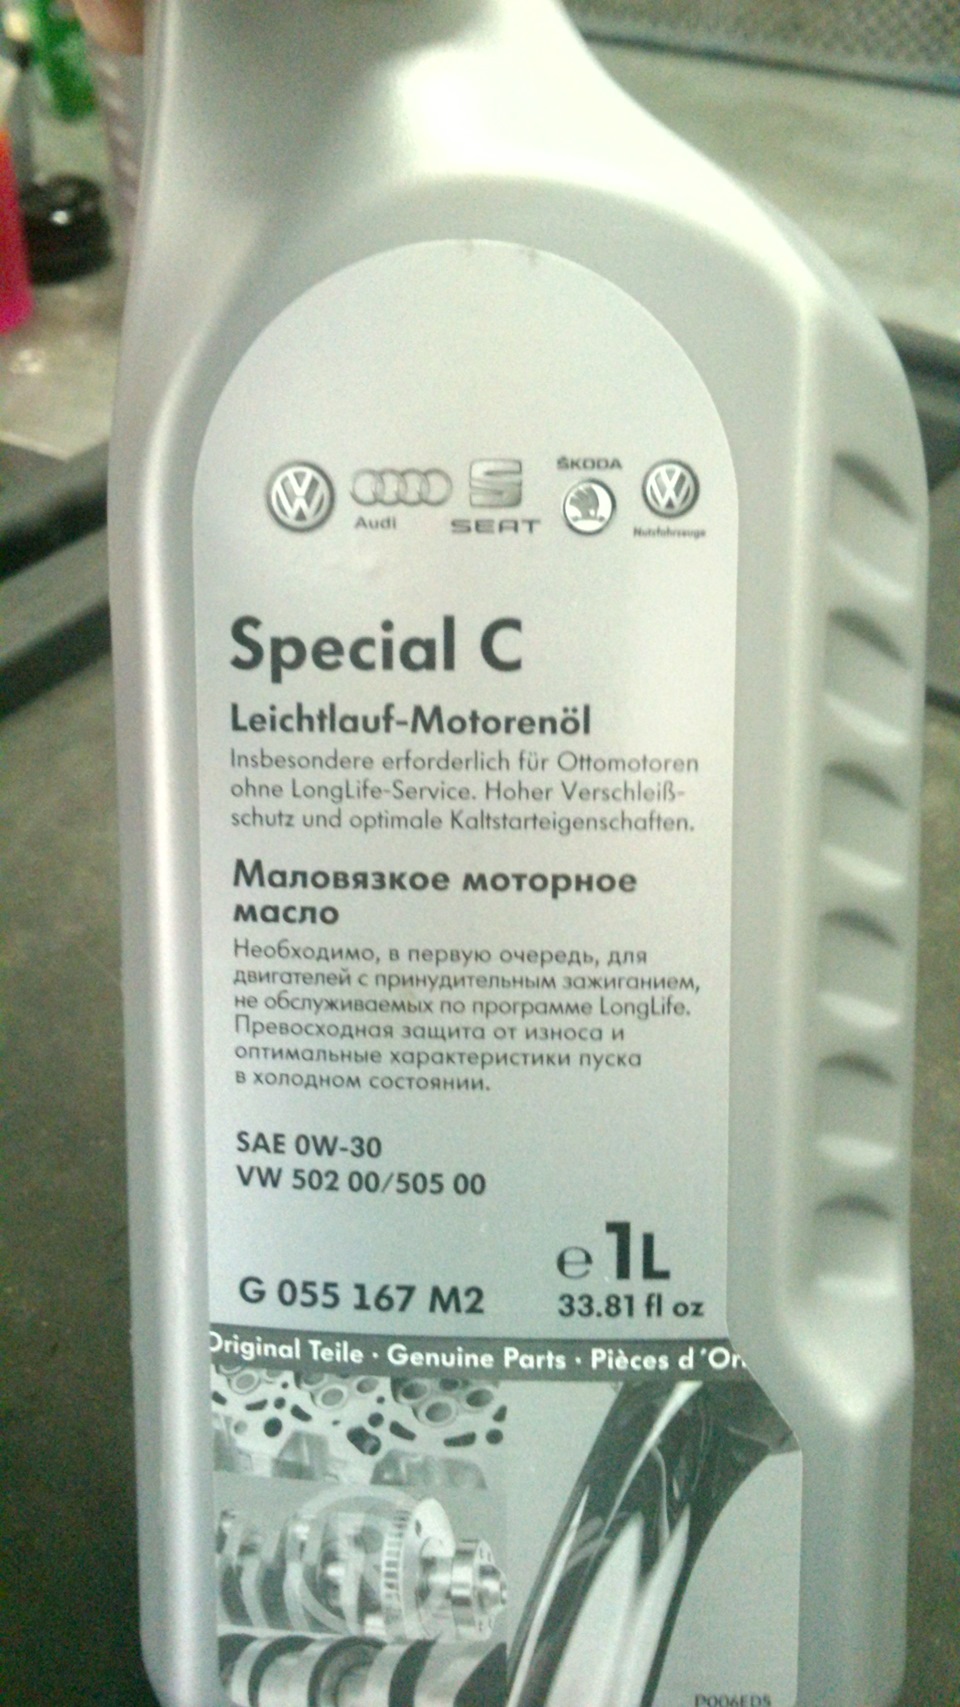 Audi
SEAT
ŠKODA
Nutzfahrzeuge
Special C
Leichtlauf-Motorenöl
Insbesondere erforderlich für Ottomotoren
ohne LongLife-Service. Hoher Verschleiß-
schutz und optimale Kaltstarteigenschaften.
Маловязкое моторное
масло
Необходимо, в первую очередь, для
двигателей с принудительным зажиганием,
не обслуживаемых по программе LongLife.
Превосходная защита от износа и
оптимальные характеристики пуска
в холодном состоянии.
SAE 0W-30
VW 502 00/505 00
e 1L
G 055 167 M2
33.81 fl oz
Original Teile · Genuine Parts · Pièces d'Ori
P006ED5